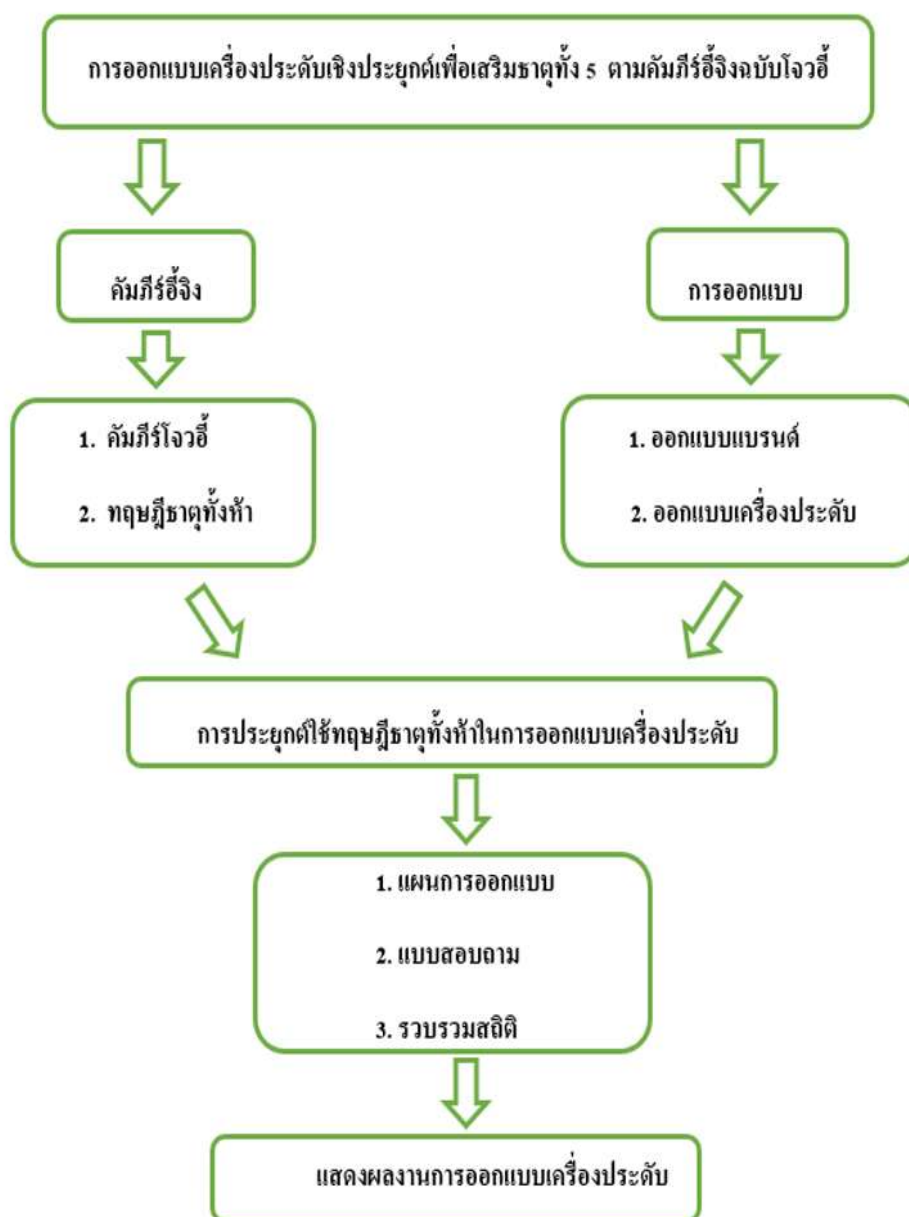 การออกแบบเครื่องประดับเชิงประยุกต์เพื่อเสริมธาตุทั้ง 5 ตามคัมภีร์อี้จิงฉบับโจวอี้
คัมภีร์อี้จิง
การออกแบบ
1. คัมภีร์โจวอี้
2. ทฤษฎีธาตุทั้งห้า
1. ออกแบบแบรนด์
2. ออกแบบเครื่องประดับ
การประยุกต์ใช้ทฤษฎีธาตุทั้งห้าในการออกแบบเครื่องประดับ
1. แผนการออกแบบ
2. แบบสอบถาม
3. รวบรวมสถิติ
แสดงผลงานการออกแบบเครื่องประดับ